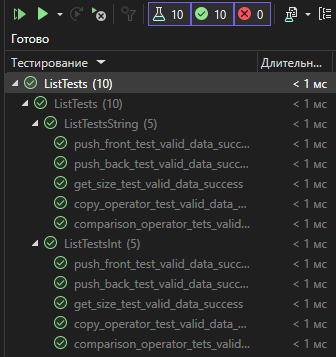 10 10 0
Готово
Тестирование Длительн...
ListTests (10) < 1 мс
ListTests (10) < 1 мс
ListTestsString (5) < 1 мс
push_front_test_valid_data_succ... < 1 мс
push_back_test_valid_data_succ... < 1 мс
get_size_test_valid_data_success < 1 мс
copy_operator_test_valid_data_... < 1 мс
comparison_operator_tets_valid... < 1 мс
ListTestsInt (5) < 1 мс
push_front_test_valid_data_succ... < 1 мс
push_back_test_valid_data_succ... < 1 мс
get_size_test_valid_data_success < 1 мс
copy_operator_test_valid_data_... < 1 мс
comparison_operator_tets_valid... < 1 мс